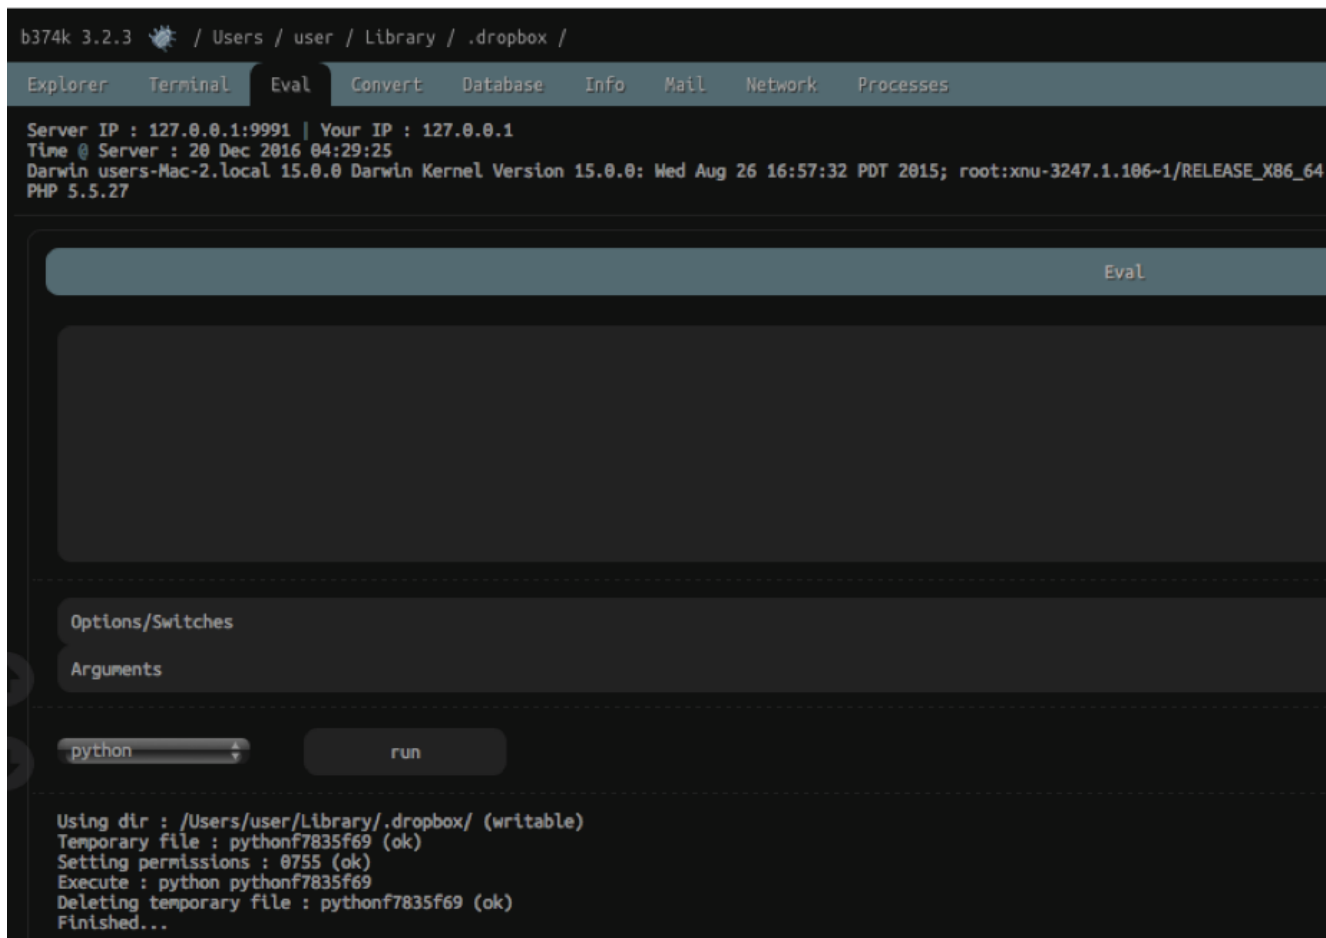 b374k 3.2.3 / Users / user / Library / .dropbox /
Explorer Terminal Eval Convert Database Info Mail Network Processes
Server IP : 127.0.0.1:9991 | Your IP : 127.0.0.1
Time @ Server : 20 Dec 2016 04:29:25
Darwin users-Mac-2.local 15.0.0 Darwin Kernel Version 15.0.0: Wed Aug 26 16:57:32 PDT 2015; root:xnu-3247.1.106~1/RELEASE_X86_64
PHP 5.5.27
Eval
Options/Switches
Arguments
python run
Using dir : /Users/user/Library/.dropbox/ (writable)
Temporary file : pythonf7835f69 (ok)
Setting permissions : 0755 (ok)
Execute : python pythonf7835f69
Deleting temporary file : pythonf7835f69 (ok)
Finished...